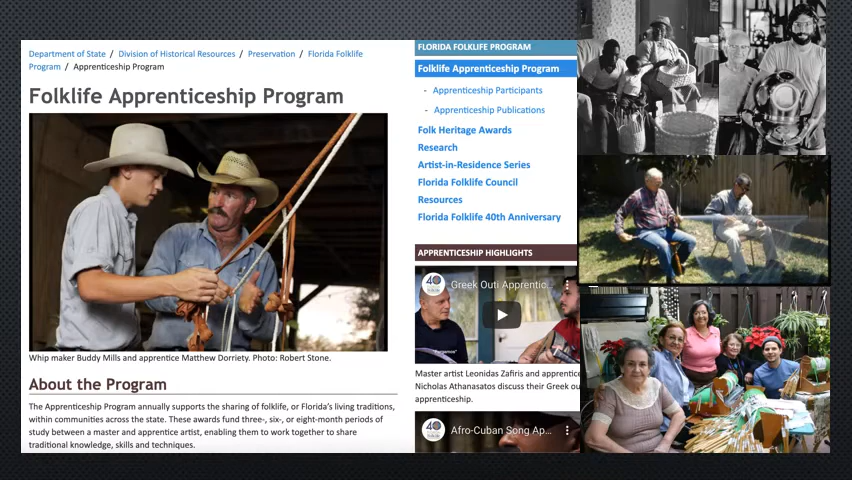 Department of State / Division of Historical Resources / Preservation / Florida Folklife
Program / Apprenticeship Program
Folklife Apprenticeship Program
Whip maker Buddy Mills and apprentice Matthew Dorriety. Photo: Robert Stone.
About the Program
The Apprenticeship Program annually supports the sharing of folklife, or Florida's living traditions,
within communities across the state. These awards fund three-, six-, or eight-month periods of
study between a master and apprentice artist, enabling them to work together to share
traditional knowledge, skills and techniques.
FLORIDA FOLKLIFE PROGRAM
Folklife Apprenticeship Program
- Apprenticeship Participants
- Apprenticeship Publications
Folk Heritage Awards
Research
Artist-in-Residence Series
Florida Folklife Council
Resources
Florida Folklife 40th Anniversary
APPRENTICESHIP HIGHLIGHTS
40
Greek Outi Apprentic...
Master artist Leonidas Zafiris and apprentice
Nicholas Athanasatos discuss their Greek ou
apprenticeship.
40
Afro-Cuban Song Ap...